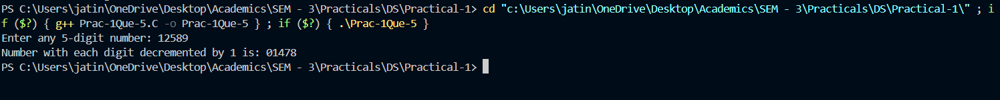 PS C:\Users\jatin\OneDrive\Desktop\Academics\SEM - 3\Practicals\DS\Practical-1> cd "c:\Users\jatin\OneDrive\Desktop\Academics\SEM - 3\Practicals\DS\Practical-1\" ; i
f ($?) { g++ Prac-1Que-5.C -o Prac-1Que-5 } ; if ($?) { .\Prac-1Que-5 }
Enter any 5-digit number: 12589
Number with each digit decremented by 1 is: 01478
PS C:\Users\jatin\OneDrive\Desktop\Academics\SEM - 3\Practicals\DS\Practical-1>